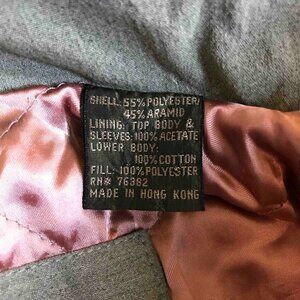 SHELL: 55% POLYESTER/
45% ARAMID
LINING: TOP BODY &
SLEEVES: 100% ACETATE
LOWER BODY:
100% COTTON
FILL: 100% POLYESTER
RN# 76362
MADE IN HONG KONG